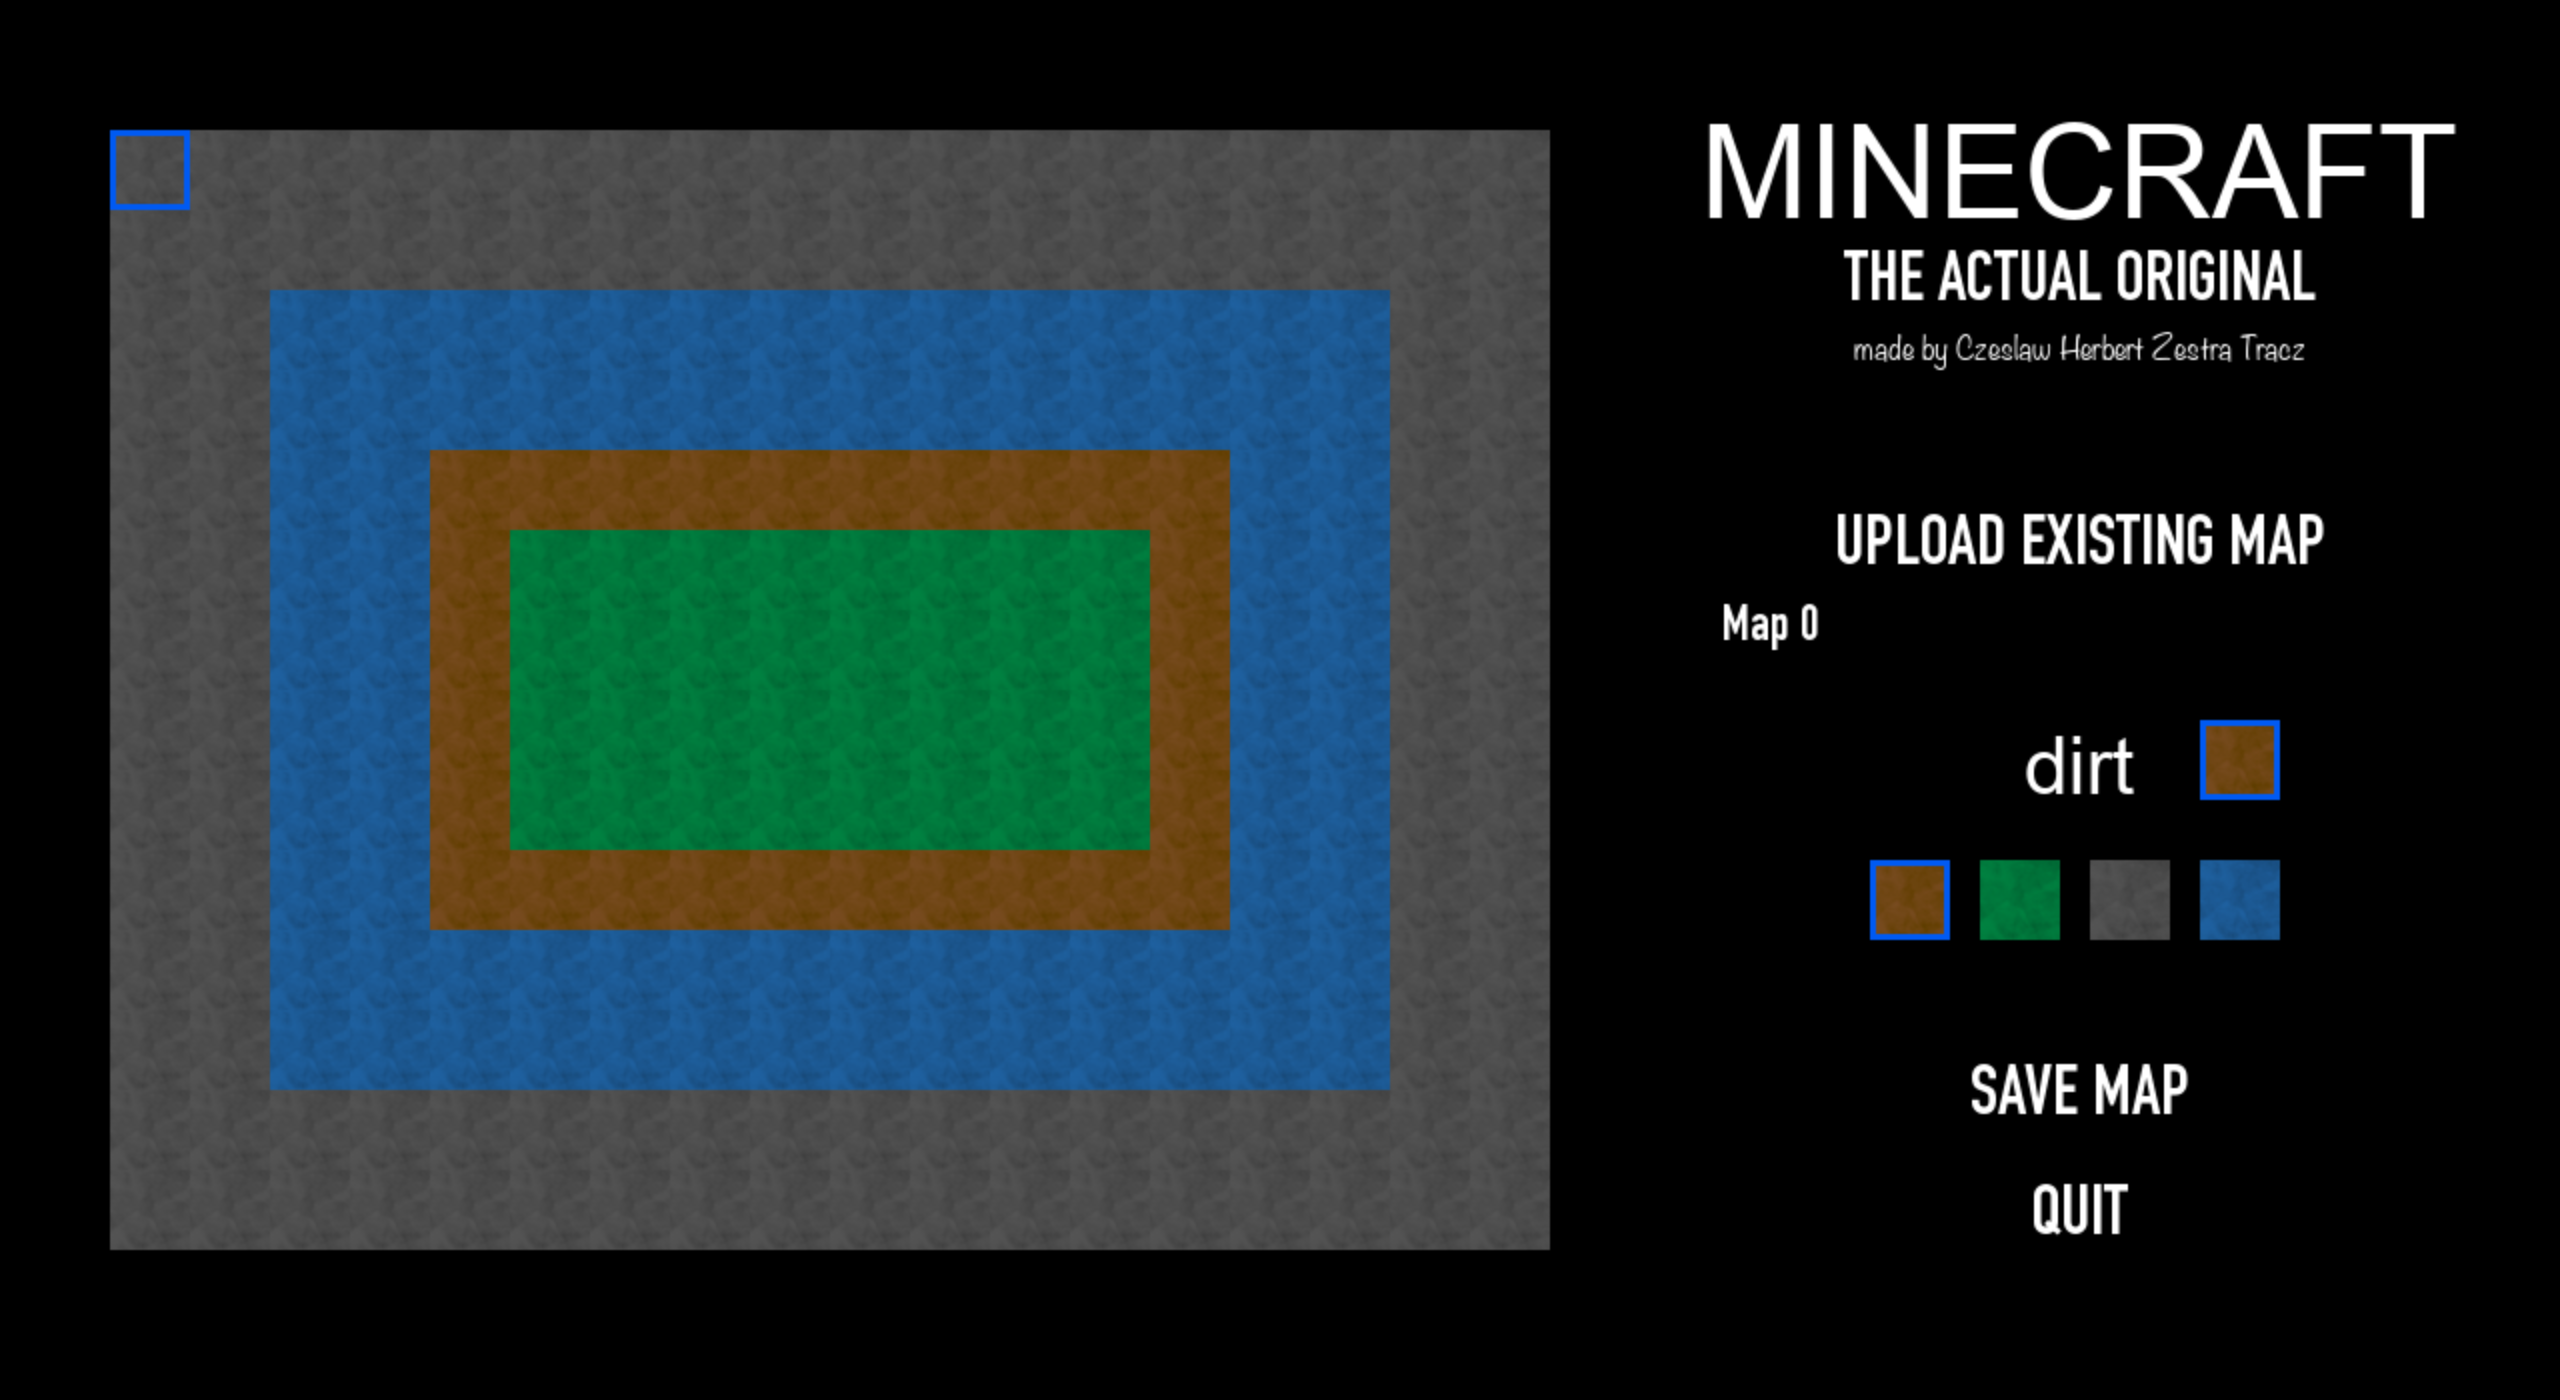 MINECRAFT
THE ACTUAL ORIGINAL
made by Czeslaw Herbert Zestra Tracz
UPLOAD EXISTING MAP
Map 0
dirt
SAVE MAP
QUIT